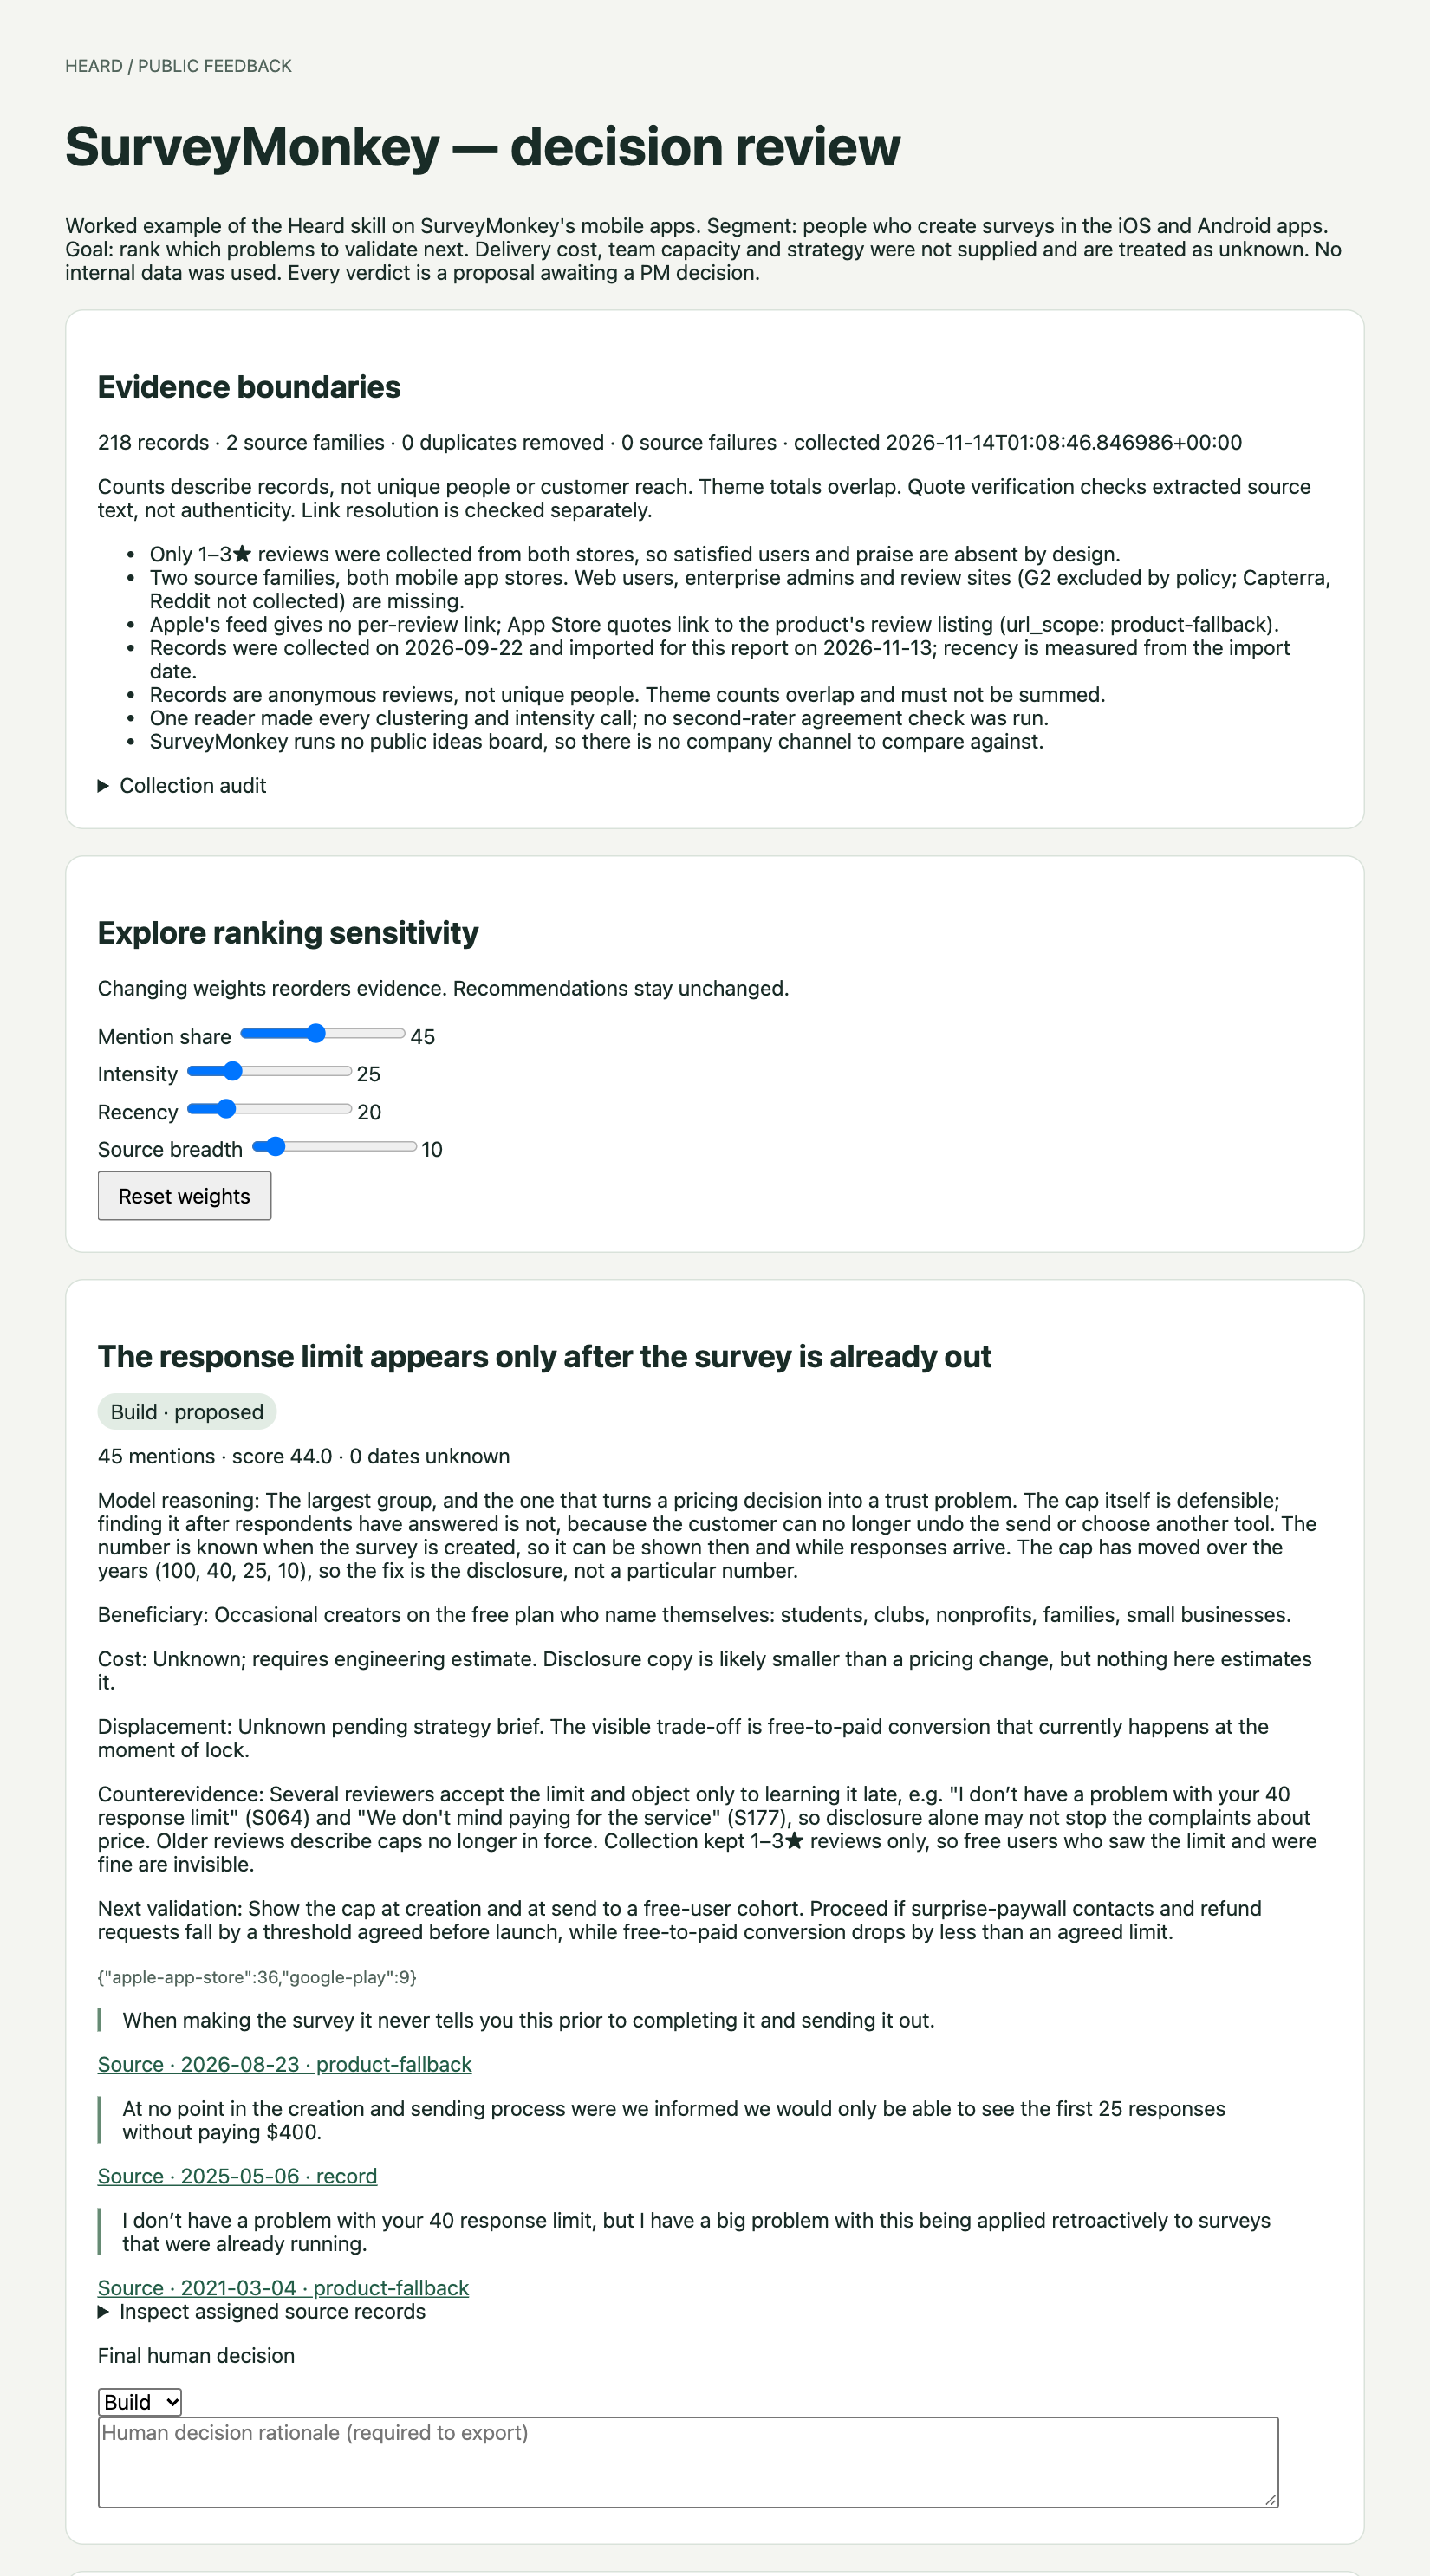 HEARD / PUBLIC FEEDBACK
SurveyMonkey — decision review
Worked example of the Heard skill on SurveyMonkey's mobile apps. Segment: people who create surveys in the iOS and Android apps.
Goal: rank which problems to validate next. Delivery cost, team capacity and strategy were not supplied and are treated as unknown. No
internal data was used. Every verdict is a proposal awaiting a PM decision.
Evidence boundaries
218 records · 2 source families · 0 duplicates removed · 0 source failures · collected 2026-11-14T01:08:46.846986+00:00
Counts describe records, not unique people or customer reach. Theme totals overlap. Quote verification checks extracted source
text, not authenticity. Link resolution is checked separately.
• Only 1–3★ reviews were collected from both stores, so satisfied users and praise are absent by design.
• Two source families, both mobile app stores. Web users, enterprise admins and review sites (G2 excluded by policy; Capterra,
Reddit not collected) are missing.
• Apple's feed gives no per-review link; App Store quotes link to the product's review listing (url_scope: product-fallback).
• Records were collected on 2026-09-22 and imported for this report on 2026-11-13; recency is measured from the import
date.
• Records are anonymous reviews, not unique people. Theme counts overlap and must not be summed.
• One reader made every clustering and intensity call; no second-rater agreement check was run.
• SurveyMonkey runs no public ideas board, so there is no company channel to compare against.
▶ Collection audit
Explore ranking sensitivity
Changing weights reorders evidence. Recommendations stay unchanged.
Mention share 45
Intensity 25
Recency 20
Source breadth 10
Reset weights
The response limit appears only after the survey is already out
Build · proposed
45 mentions · score 44.0 · 0 dates unknown
Model reasoning: The largest group, and the one that turns a pricing decision into a trust problem. The cap itself is defensible;
finding it after respondents have answered is not, because the customer can no longer undo the send or choose another tool. The
number is known when the survey is created, so it can be shown then and while responses arrive. The cap has moved over the
years (100, 40, 25, 10), so the fix is the disclosure, not a particular number.
Beneficiary: Occasional creators on the free plan who name themselves: students, clubs, nonprofits, families, small businesses.
Cost: Unknown; requires engineering estimate. Disclosure copy is likely smaller than a pricing change, but nothing here estimates
it.
Displacement: Unknown pending strategy brief. The visible trade-off is free-to-paid conversion that currently happens at the
moment of lock.
Counterevidence: Several reviewers accept the limit and object only to learning it late, e.g. "I don’t have a problem with your 40
response limit" (S064) and "We don't mind paying for the service" (S177), so disclosure alone may not stop the complaints about
price. Older reviews describe caps no longer in force. Collection kept 1–3★ reviews only, so free users who saw the limit and were
fine are invisible.
Next validation: Show the cap at creation and at send to a free-user cohort. Proceed if surprise-paywall contacts and refund
requests fall by a threshold agreed before launch, while free-to-paid conversion drops by less than an agreed limit.
{"apple-app-store":36,"google-play":9}
When making the survey it never tells you this prior to completing it and sending it out.
Source · 2026-08-23 · product-fallback
At no point in the creation and sending process were we informed we would only be able to see the first 25 responses
without paying $400.
Source · 2025-05-06 · record
I don’t have a problem with your 40 response limit, but I have a big problem with this being applied retroactively to surveys
that were already running.
Source · 2021-03-04 · product-fallback
▶ Inspect assigned source records
Final human decision
Build
Human decision rationale (required to export)